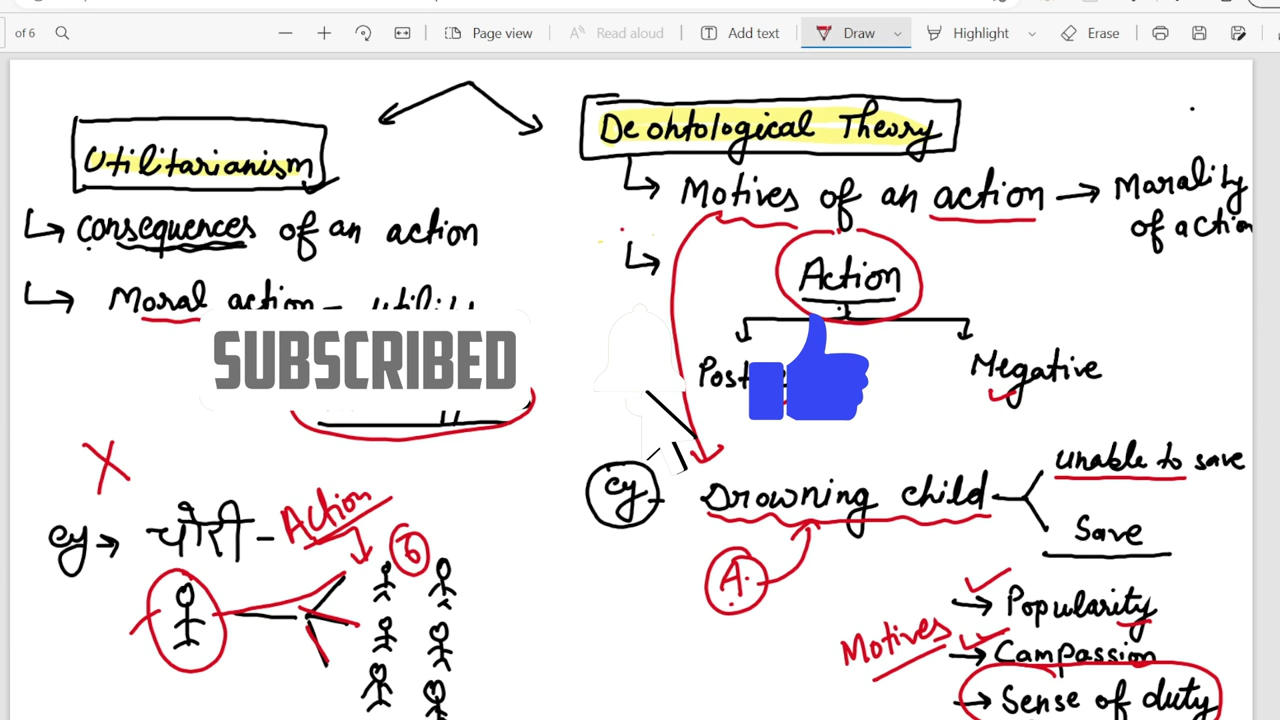 of 6
Page view
Read aloud
Add text
Draw
Highlight
Erase
Utilitarianism
↳ consequences of an action
↳ Moral action - utility
SUBSCRIBED
X
eg → चोरी - Action
6
Deontological Theory
↳ Motives of an action → Morality
of action
↳ Action
Negative
eg - Drowning child
unable to save
Save
A
Motives
→ Popularity
→ Campassion
→ Sense of duty